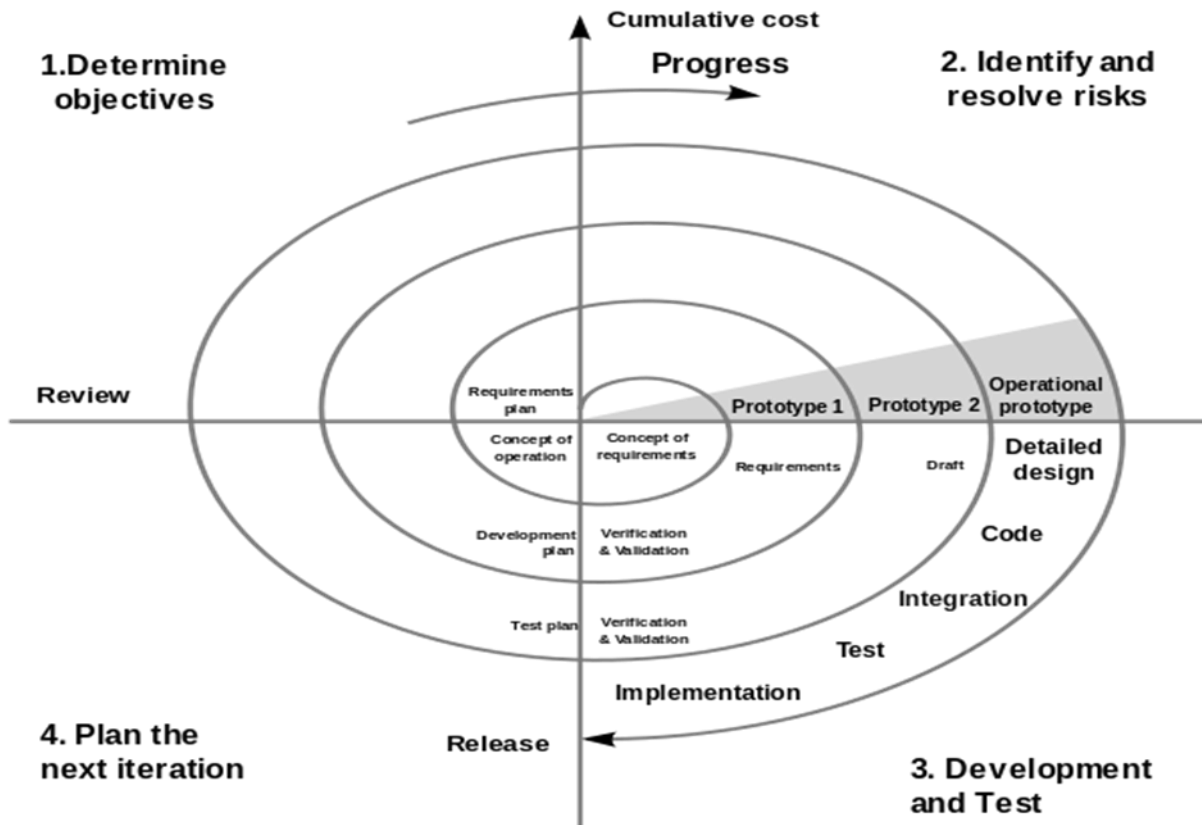 Cumulative cost
1.Determine
objectives
Progress
2. Identify and
resolve risks
Review
Requirements
plan
Prototype 1
Prototype 2
Operational
prototype
Concept of
operation
Concept of
requirements
Requirements
Draft
Detailed
design
Development
plan
Verification
& Validation
Code
Integration
Test plan
Verification
& Validation
Test
Implementation
Release
4. Plan the
next iteration
3. Development
and Test